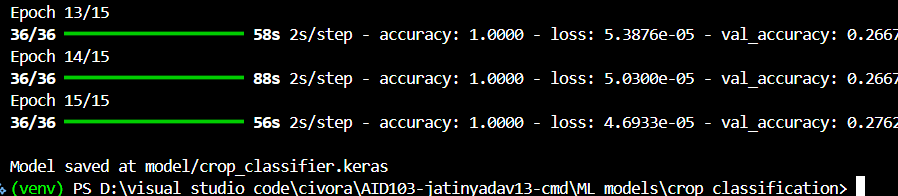 Epoch 13/15
36/36 ━━━━━━━━━━━━━━━━━━━━ 58s 2s/step - accuracy: 1.0000 - loss: 5.3876e-05 - val_accuracy: 0.2667
Epoch 14/15
36/36 ━━━━━━━━━━━━━━━━━━━━ 88s 2s/step - accuracy: 1.0000 - loss: 5.0300e-05 - val_accuracy: 0.2667
Epoch 15/15
36/36 ━━━━━━━━━━━━━━━━━━━━ 56s 2s/step - accuracy: 1.0000 - loss: 4.6933e-05 - val_accuracy: 0.2762
Model saved at model/crop_classifier.keras
(venv) PS D:\visual studio code\civora\AID103-jatinyadav13-cmd\ML models\crop classification>